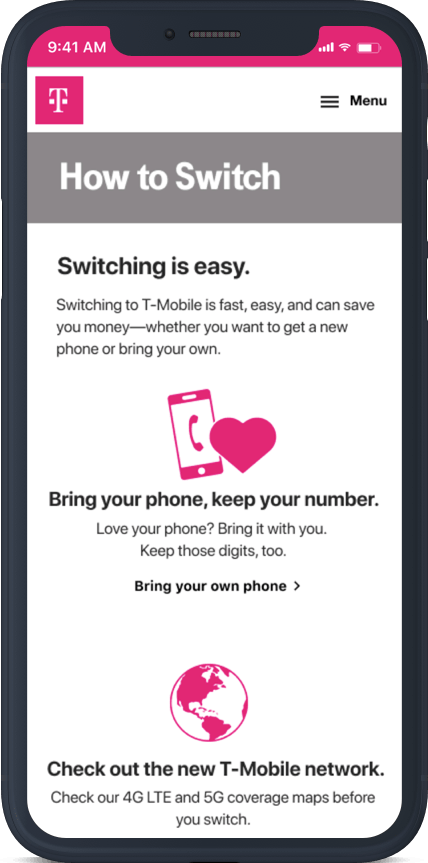 9:41 AM
T
Menu
How to Switch
Switching is easy.
Switching to T-Mobile is fast, easy, and can save
you money—whether you want to get a new
phone or bring your own.
Bring your phone, keep your number.
Love your phone? Bring it with you.
Keep those digits, too.
Bring your own phone >
Check out the new T-Mobile network.
Check our 4G LTE and 5G coverage maps before
you switch.